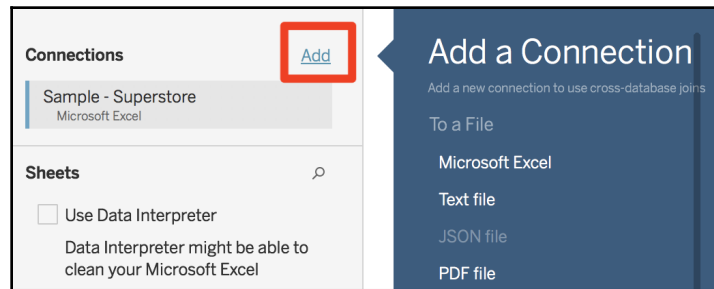 Connections
Add
Sample - Superstore
Microsoft Excel
Sheets
Use Data Interpreter
Data Interpreter might be able to
clean your Microsoft Excel
Add a Connection
Add a new connection to use cross-database joins
To a File
Microsoft Excel
Text file
JSON file
PDF file